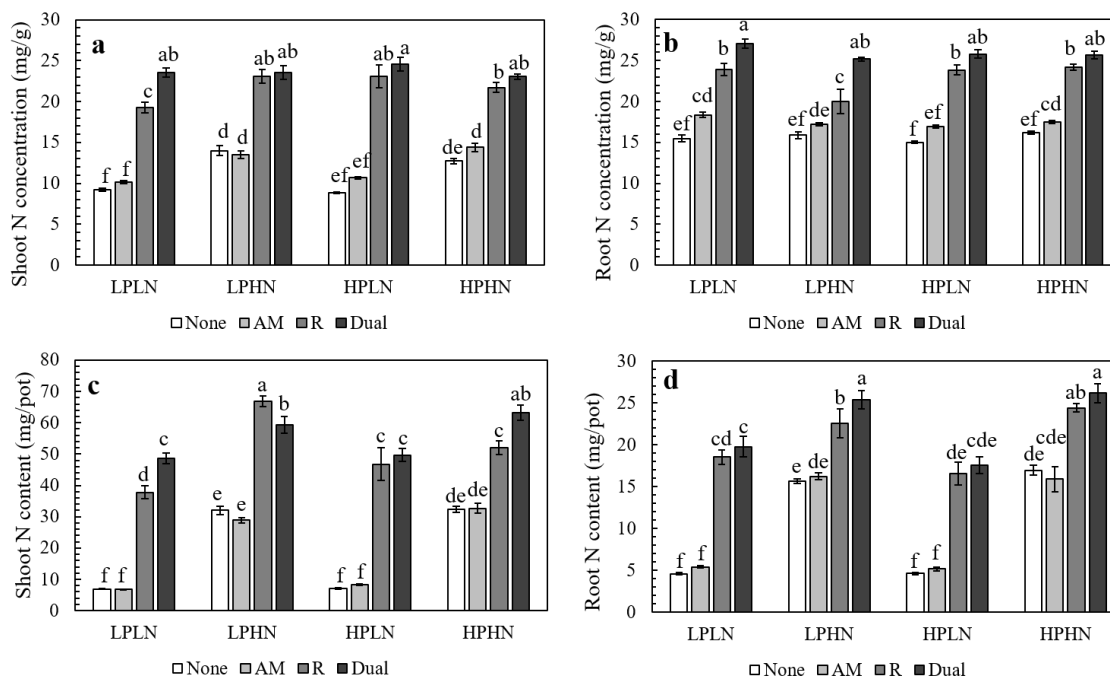 a
Shoot N concentration (mg/g)
30
25
20
15
10
5
0
f f c ab
d d ab ab
ef ef ab a
de d b ab
LPLN LPHN HPLN HPHN
None AM R Dual
b
Root N concentration (mg/g)
30
25
20
15
10
5
0
ef cd b a
ef de c ab
f ef b ab
ef cd b ab
LPLN LPHN HPLN HPHN
None AM R Dual
c
Shoot N content (mg/pot)
80
70
60
50
40
30
20
10
0
f f d c
e e a b
f f c c
de de c ab
LPLN LPHN HPLN HPHN
None AM R Dual
d
Root N content (mg/pot)
30
25
20
15
10
5
0
f f cd c
e de b a
f f de cde
de cde ab a
LPLN LPHN HPLN HPHN
None AM R Dual